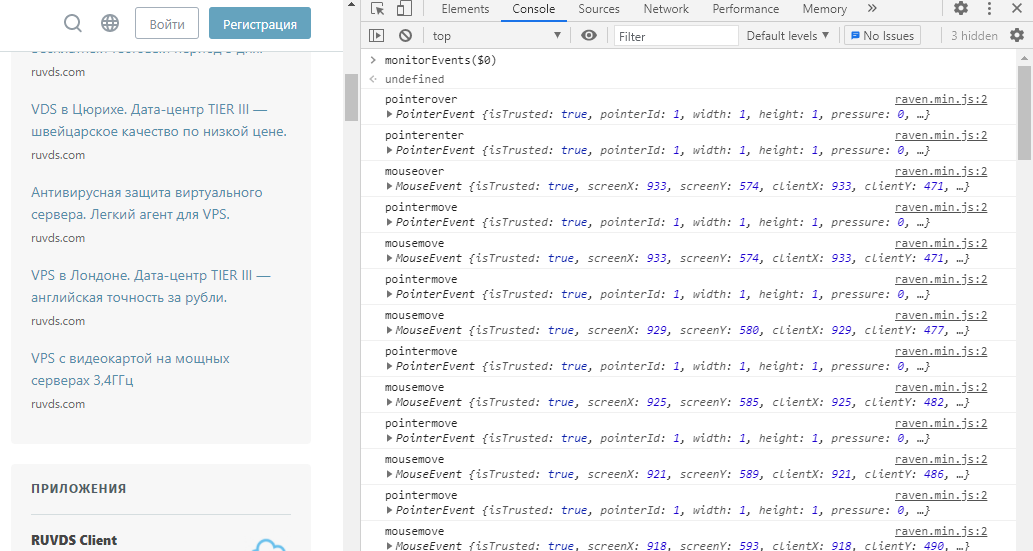 Войти
Регистрация
ruvds.com
VDS в Цюрихе. Дата-центр TIER III —
швейцарское качество по низкой цене.
ruvds.com
Антивирусная защита виртуального
сервера. Легкий агент для VPS.
ruvds.com
VPS в Лондоне. Дата-центр TIER III —
английская точность за рубли.
ruvds.com
VPS с видеокартой на мощных
серверах 3,4ГГц
ruvds.com
ПРИЛОЖЕНИЯ
RUVDS Client
Elements Console Sources Network Performance Memory »
top Filter Default levels No Issues 3 hidden
monitorEvents($0)
undefined
pointerover raven.min.js:2
PointerEvent {isTrusted: true, pointerId: 1, width: 1, height: 1, pressure: 0, …}
pointerenter raven.min.js:2
PointerEvent {isTrusted: true, pointerId: 1, width: 1, height: 1, pressure: 0, …}
mouseover raven.min.js:2
MouseEvent {isTrusted: true, screenX: 933, screenY: 574, clientX: 933, clientY: 471, …}
pointermove raven.min.js:2
PointerEvent {isTrusted: true, pointerId: 1, width: 1, height: 1, pressure: 0, …}
mousemove raven.min.js:2
MouseEvent {isTrusted: true, screenX: 933, screenY: 574, clientX: 933, clientY: 471, …}
pointermove raven.min.js:2
PointerEvent {isTrusted: true, pointerId: 1, width: 1, height: 1, pressure: 0, …}
mousemove raven.min.js:2
MouseEvent {isTrusted: true, screenX: 929, screenY: 580, clientX: 929, clientY: 477, …}
pointermove raven.min.js:2
PointerEvent {isTrusted: true, pointerId: 1, width: 1, height: 1, pressure: 0, …}
mousemove raven.min.js:2
MouseEvent {isTrusted: true, screenX: 925, screenY: 585, clientX: 925, clientY: 482, …}
pointermove raven.min.js:2
PointerEvent {isTrusted: true, pointerId: 1, width: 1, height: 1, pressure: 0, …}
mousemove raven.min.js:2
MouseEvent {isTrusted: true, screenX: 921, screenY: 589, clientX: 921, clientY: 486, …}
pointermove raven.min.js:2
PointerEvent {isTrusted: true, pointerId: 1, width: 1, height: 1, pressure: 0, …}
mousemove raven.min.js:2
MouseEvent {isTrusted: true, screenX: 918, screenY: 593, clientX: 918, clientY: 490, …}